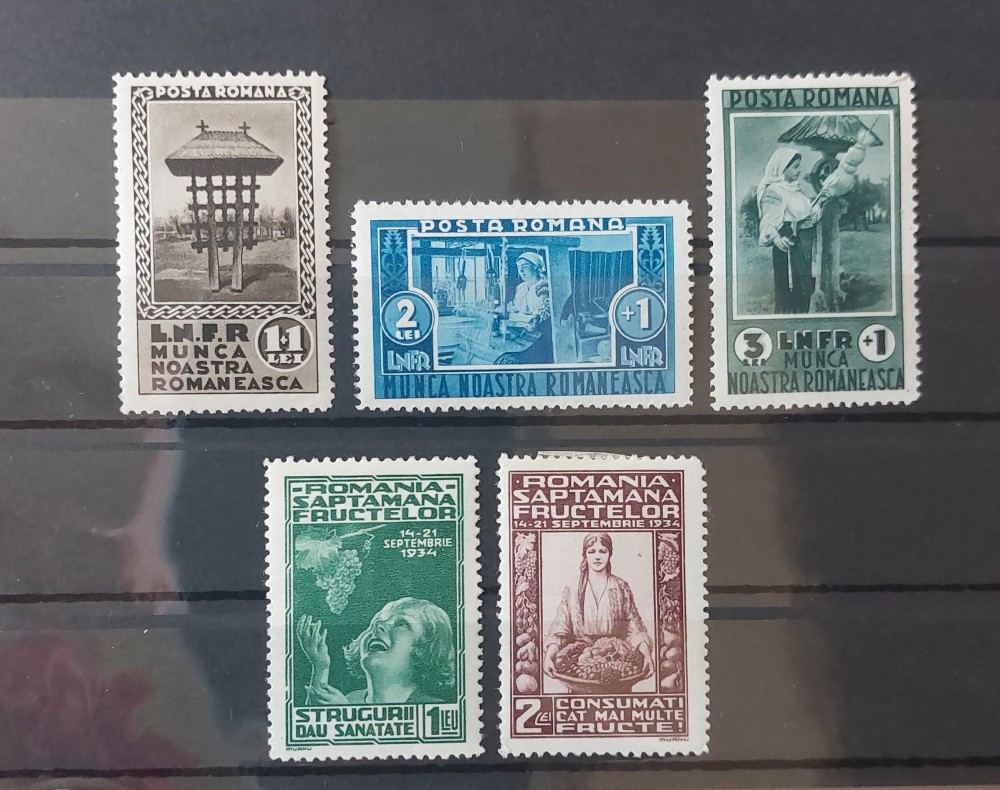 POSTA ROMANA
L.N.F.R
MUNCA
NOASTRA
ROMANEASCA
1+1
LEI
POSTA ROMANA
2
LEI
+1
LNFR
LNFR
MUNCA NOASTRA ROMANEASCA
POSTA ROMANA
3
LEI
LNFR
+1
MUNCA
NOASTRA ROMANEASCA
ROMANIA
SAPTAMANA
FRUCTELOR
14-21
SEPTEMBRIE
1934
STRUGURII
DAU SANATATE
1 LEU
MURNU
ROMANIA
SAPTAMANA
FRUCTELOR
14-21 SEPTEMBRIE 1934
2 LEI
CONSUMATI
CAT MAI MULTE
FRUCTE!
MURNU